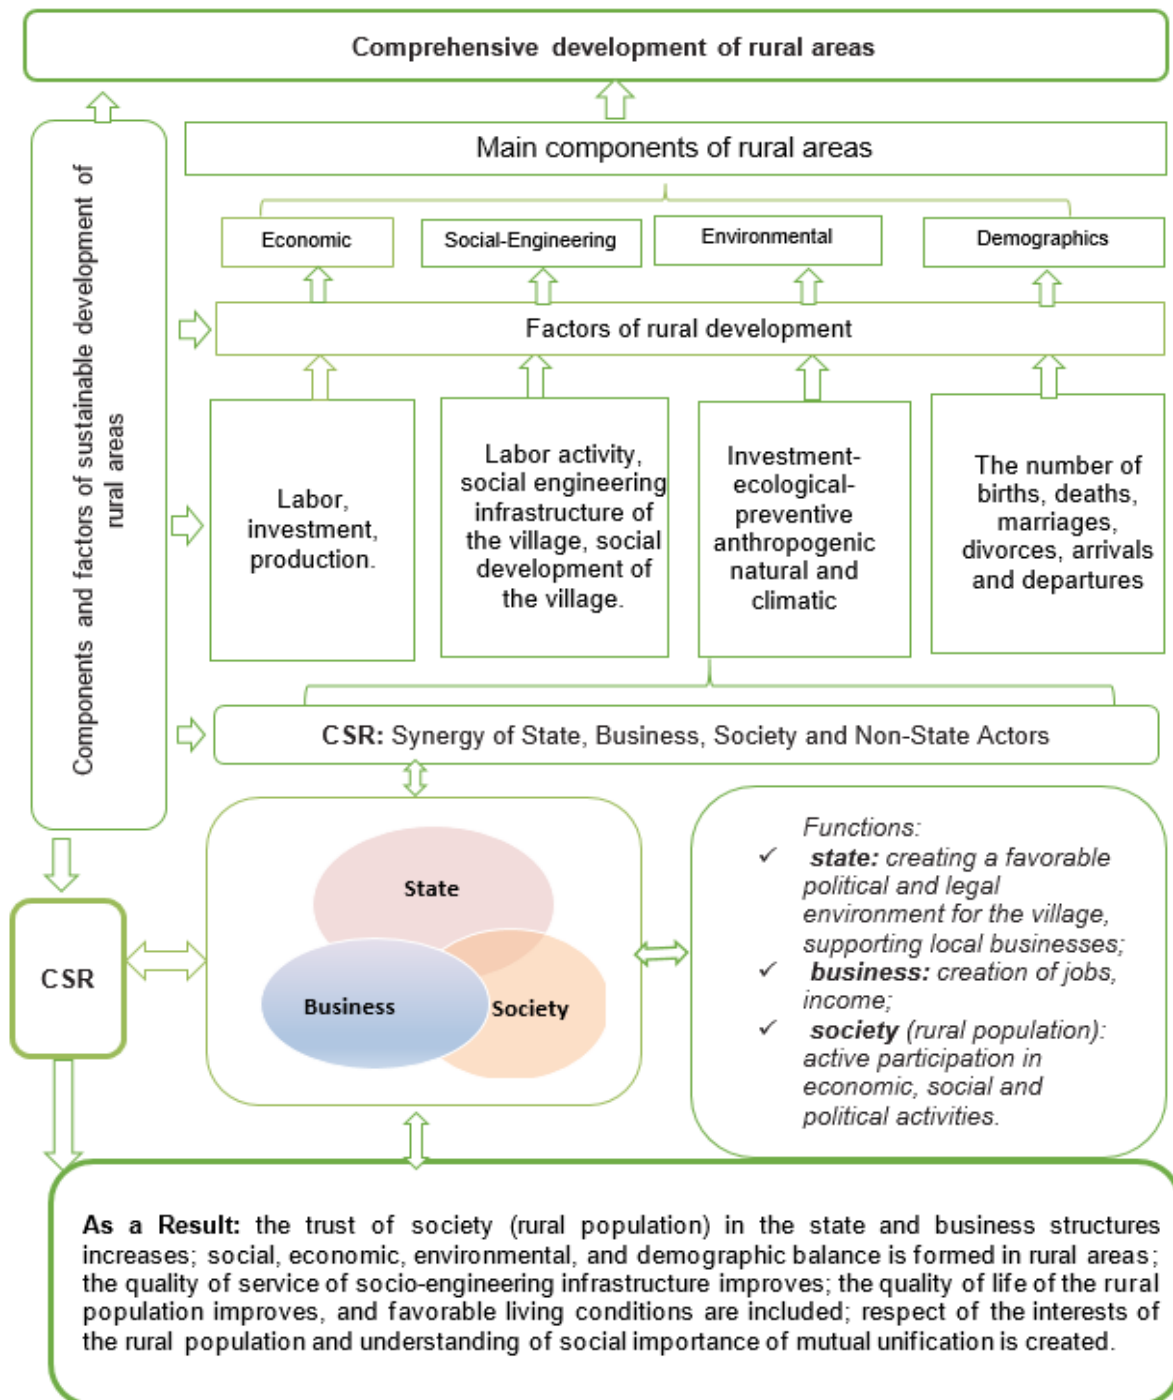 Comprehensive development of rural areas
Components and factors of sustainable development of
rural areas
Main components of rural areas
Economic
Social-Engineering
Environmental
Demographics
Factors of rural development
Labor,
investment,
production.
Labor activity,
social engineering
infrastructure of
the village, social
development of
the village.
Investment-
ecological-
preventive
anthropogenic
natural and
climatic
The number of
births, deaths,
marriages,
divorces, arrivals
and departures
CSR: Synergy of State, Business, Society and Non-State Actors
CSR
State
Business
Society
Functions:
✓ state: creating a favorable
political and legal
environment for the village,
supporting local businesses;
✓ business: creation of jobs,
income;
✓ society (rural population):
active participation in
economic, social and
political activities.
As a Result: the trust of society (rural population) in the state and business structures
increases; social, economic, environmental, and demographic balance is formed in rural areas;
the quality of service of socio-engineering infrastructure improves; the quality of life of the rural
population improves, and favorable living conditions are included; respect of the interests of
the rural population and understanding of social importance of mutual unification is created.